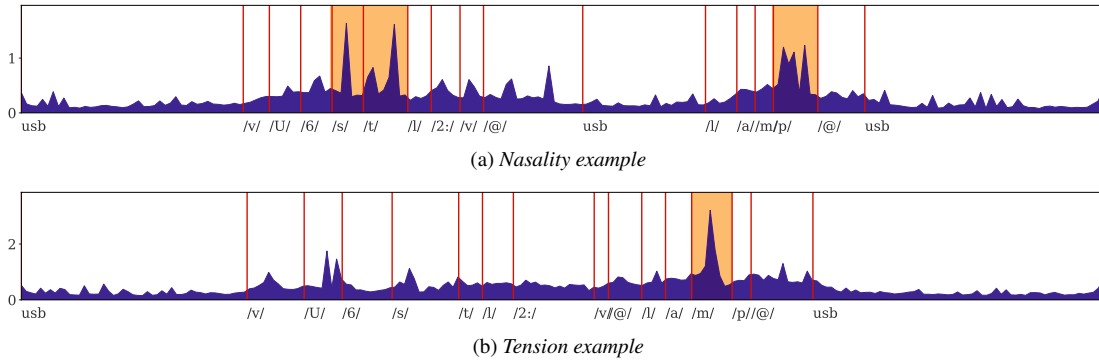 1
0
usb /v/ /U/ /6/ /s/ /t/ /l/ /2:/ /v/ /@/ usb /l/ /a/ /m/ /p/ /@/ usb
(a) Nasality example
2
0
usb /v/ /U/ /6/ /s/ /t/ /l/ /2:/ /v/ /@/ /l/ /a/ /m/ /p/ /@/ usb
(b) Tension example